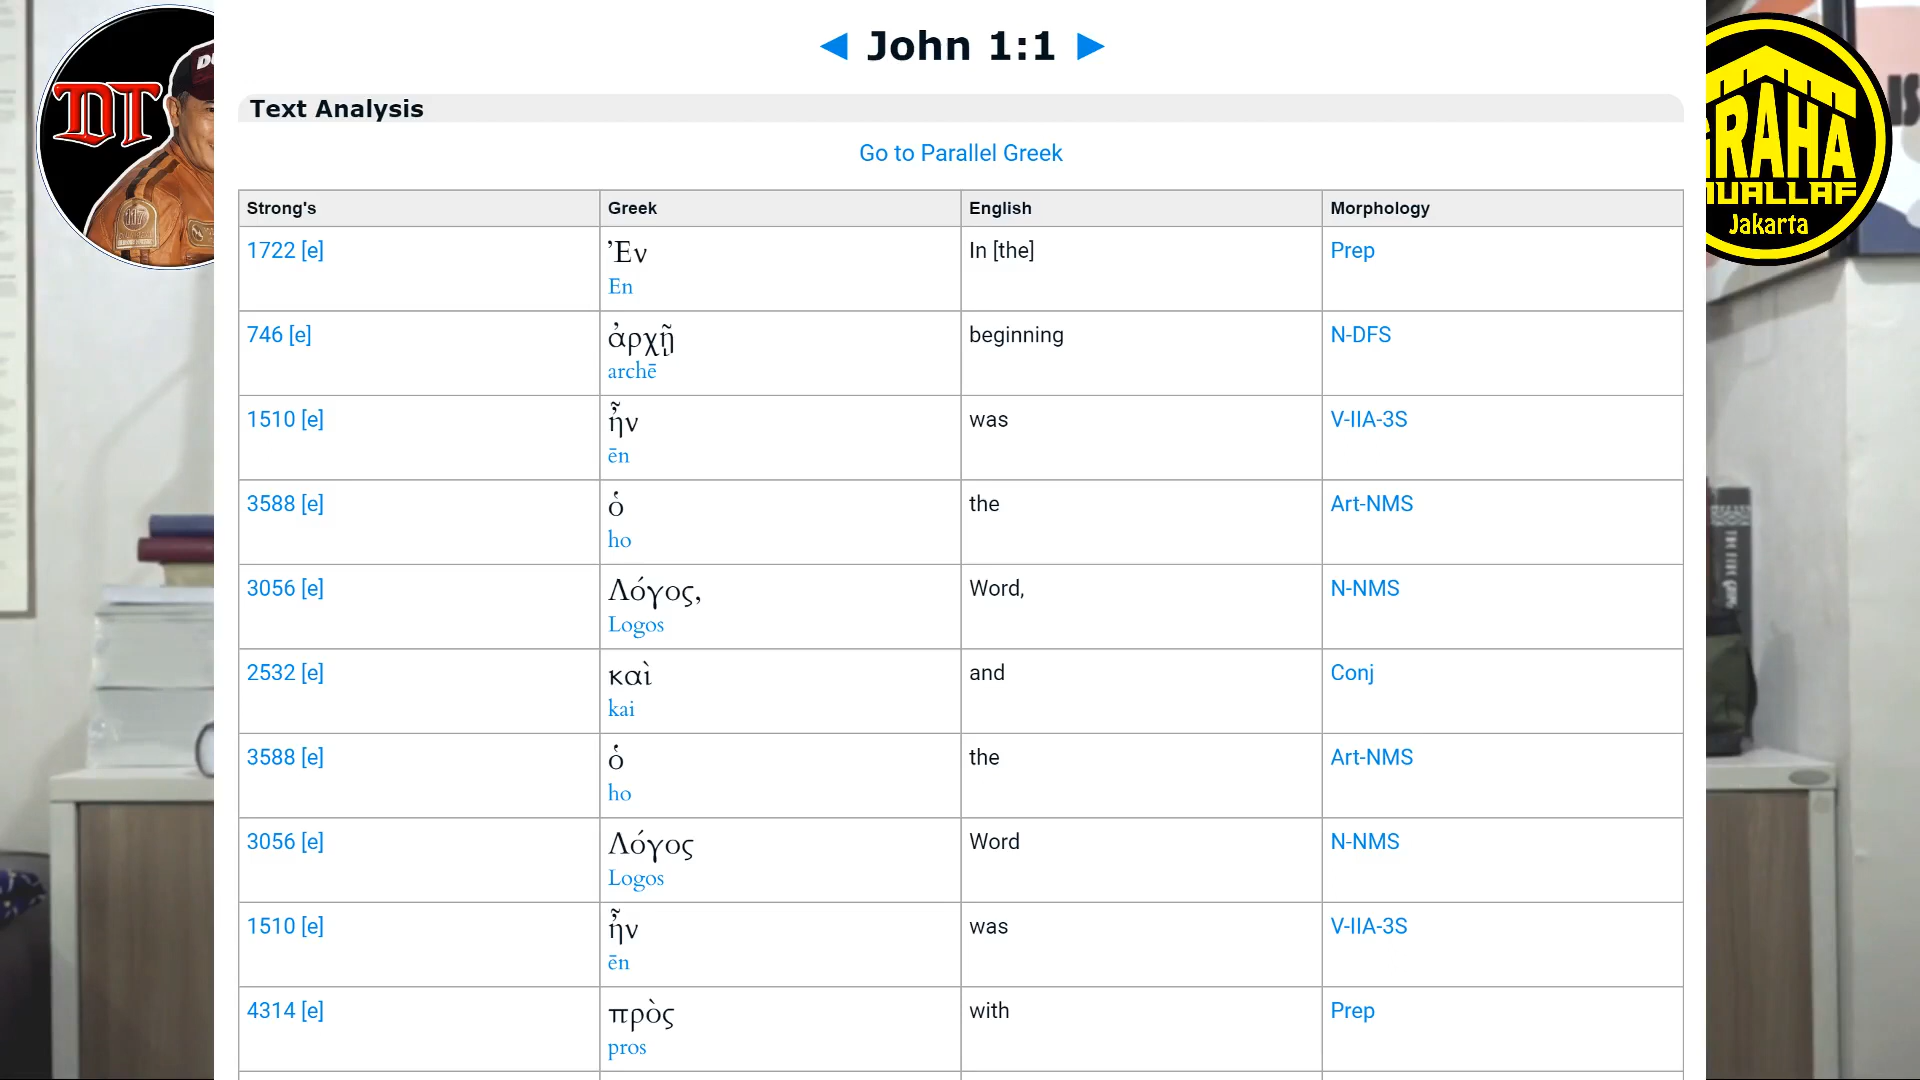 ◄ John 1:1 ►
Text Analysis
Go to Parallel Greek
Strong's Greek English Morphology
1722 [e] Ἐν In [the] Prep
En
746 [e] ἀρχῇ beginning N-DFS
archē
1510 [e] ἦν was V-IIA-3S
ēn
3588 [e] ὁ the Art-NMS
ho
3056 [e] Λόγος, Word, N-NMS
Logos
2532 [e] καὶ and Conj
kai
3588 [e] ὁ the Art-NMS
ho
3056 [e] Λόγος Word N-NMS
Logos
1510 [e] ἦν was V-IIA-3S
ēn
4314 [e] πρὸς with Prep
pros
DT
117
GRAHA
MUALLAF
Jakarta